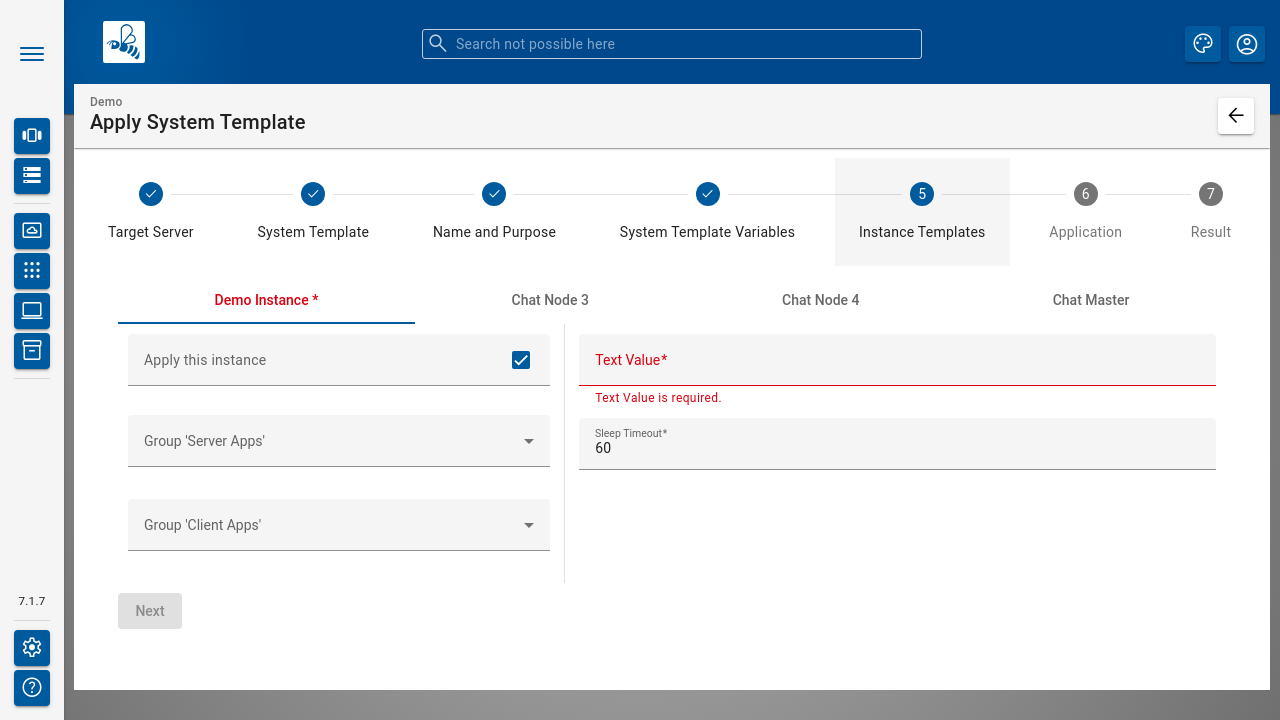 Search not possible here
Demo
Apply System Template
Target Server
System Template
Name and Purpose
System Template Variables
5
Instance Templates
6
Application
7
Result
Demo Instance *
Chat Node 3
Chat Node 4
Chat Master
Apply this instance
Text Value*
Text Value is required.
Group 'Server Apps'
Sleep Timeout*
60
Group 'Client Apps'
Next
7.1.7